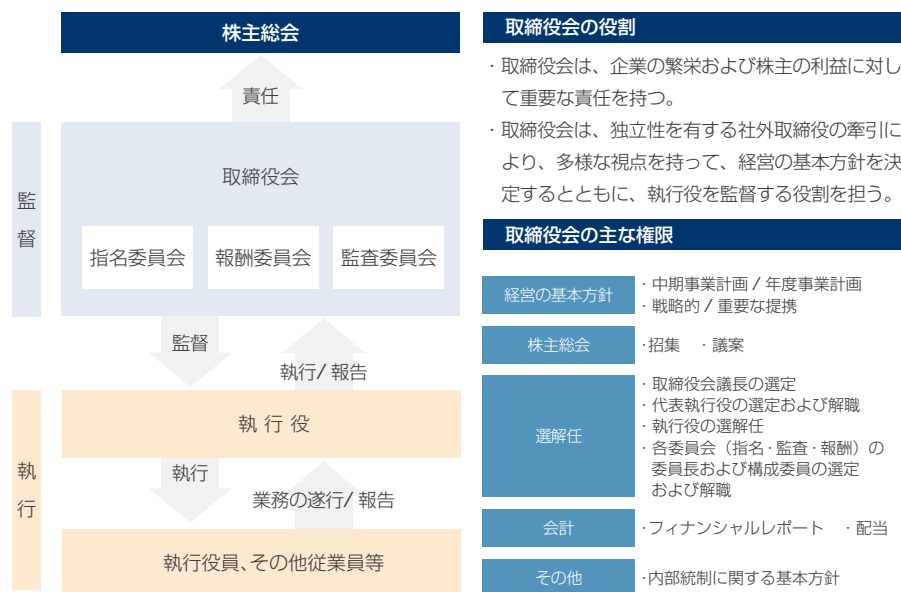 株主総会
責任
監督
取締役会
指名委員会
報酬委員会
監査委員会
監督
執行/ 報告
執行
執 行 役
執行
業務の遂行/ 報告
執行役員、その他従業員等
取締役会の役割
・取締役会は、企業の繁栄および株主の利益に対し
て重要な責任を持つ。
・取締役会は、独立性を有する社外取締役の牽引に
より、多様な視点を持って、経営の基本方針を決
定するとともに、執行役を監督する役割を担う。
取締役会の主な権限
経営の基本方針
・中期事業計画 / 年度事業計画
・戦略的 / 重要な提携
株主総会
・招集 ・議案
選解任
・取締役会議長の選定
・代表執行役の選定および解職
・執行役の選解任
・各委員会（指名・監査・報酬）の
委員長および構成委員の選定
および解職
会計
・フィナンシャルレポート ・配当
その他
・内部統制に関する基本方針